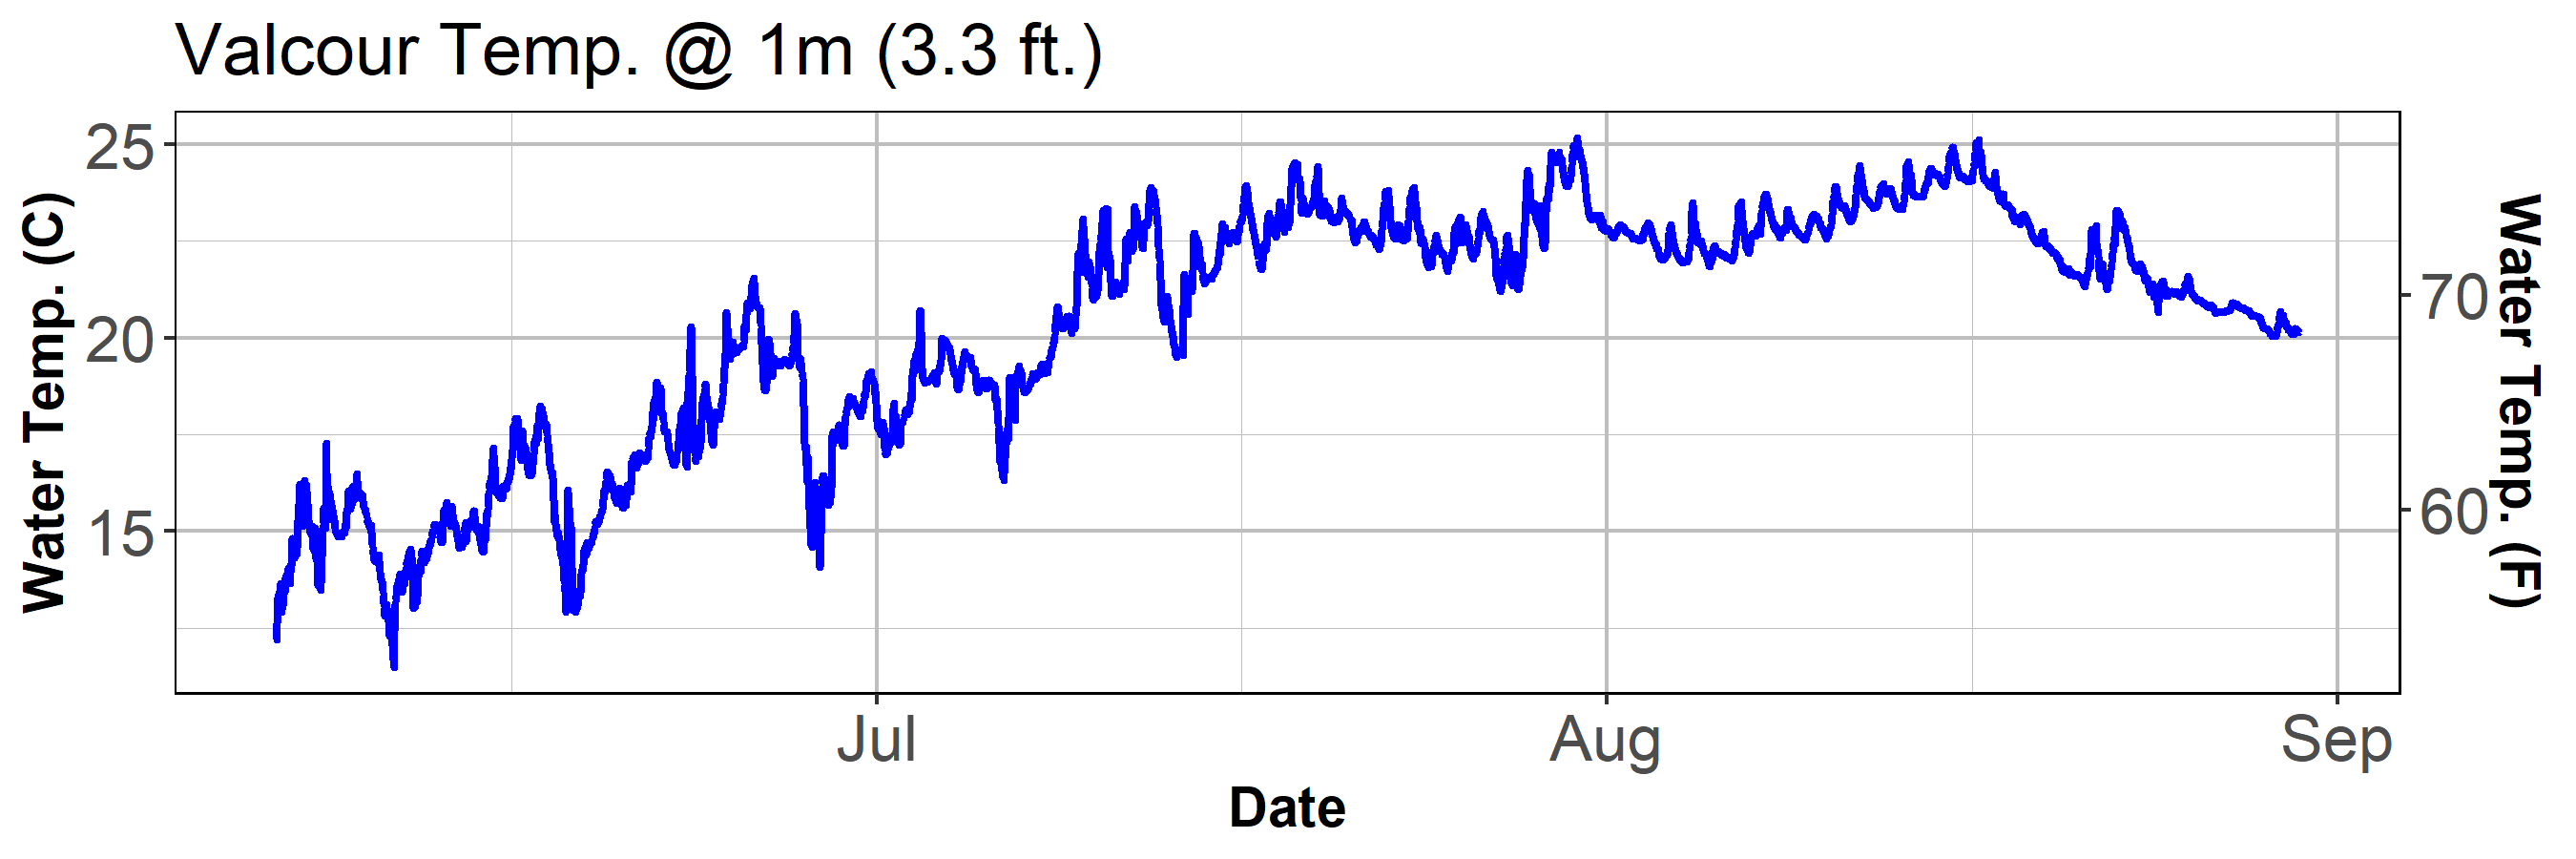 Valcour Temp. @ 1m (3.3 ft.)
Water Temp. (C)
25
20
15
70
60
Water Temp. (F)
Jul
Aug
Sep
Date